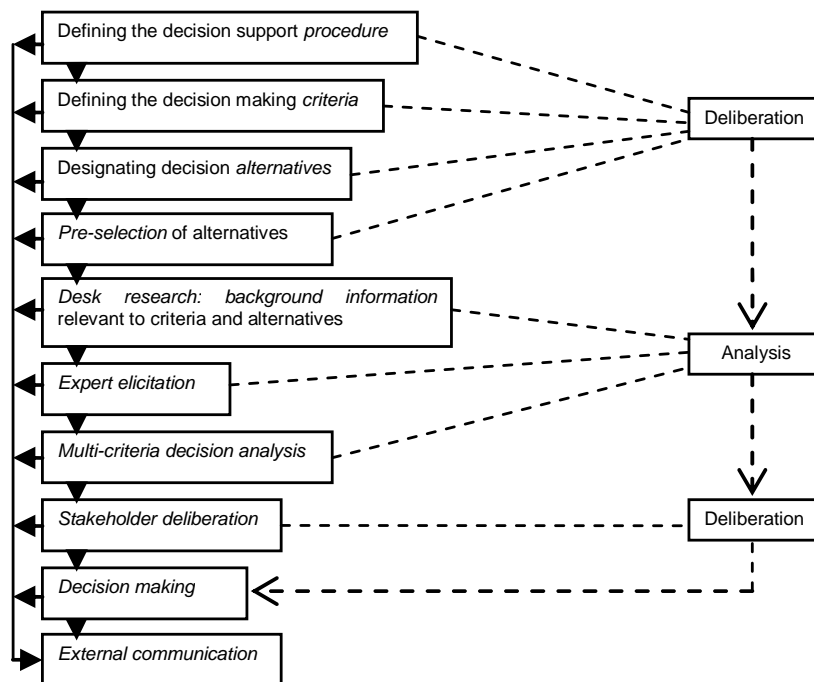 Defining the decision support procedure
Defining the decision making criteria
Deliberation
Designating decision alternatives
Pre-selection of alternatives
Desk research: background information
relevant to criteria and alternatives
Analysis
Expert elicitation
Multi-criteria decision analysis
Stakeholder deliberation
Deliberation
Decision making
External communication